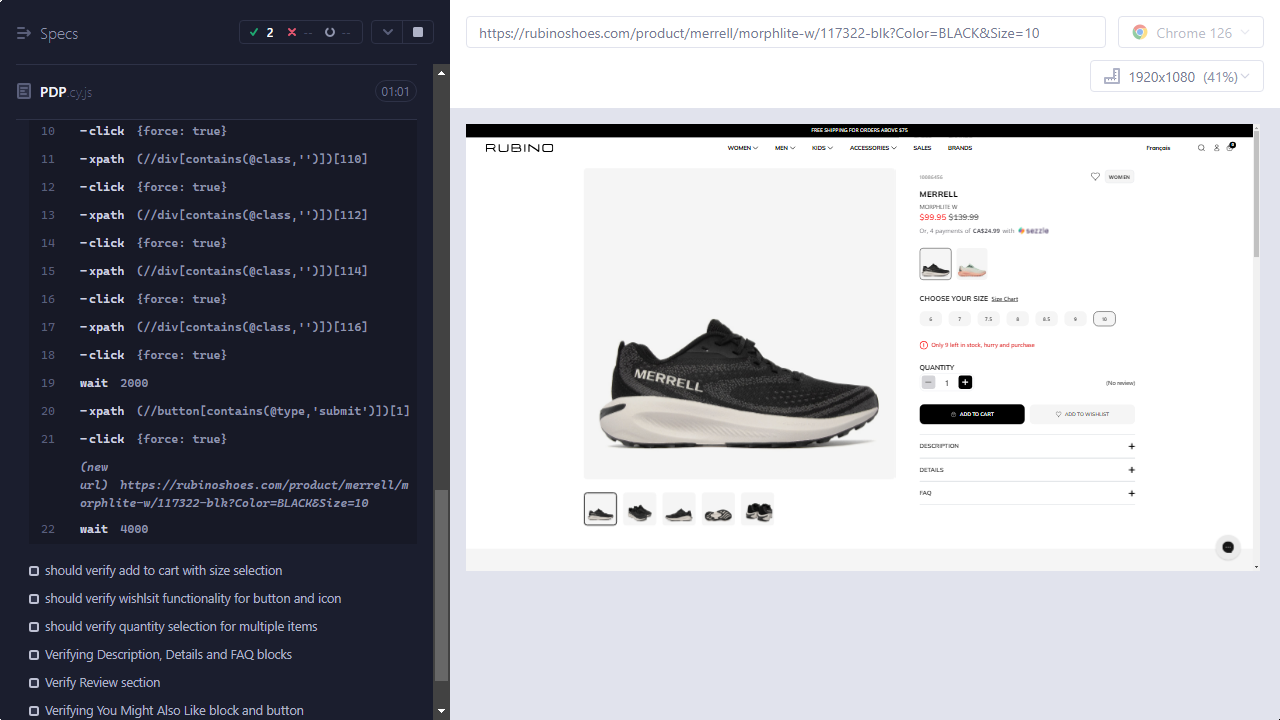 Specs
2 -- --
PDP.cy.js
01:01
10 -click {force: true}
11 -xpath (//div[contains(@class,'')])[110]
12 -click {force: true}
13 -xpath (//div[contains(@class,'')])[112]
14 -click {force: true}
15 -xpath (//div[contains(@class,'')])[114]
16 -click {force: true}
17 -xpath (//div[contains(@class,'')])[116]
18 -click {force: true}
19 wait 2000
20 -xpath (//button[contains(@type,'submit')])[1]
21 -click {force: true}
(new
url) https://rubinoshoes.com/product/merrell/m
orphlite-w/117322-blk?Color=BLACK&Size=10
22 wait 4000
should verify add to cart with size selection
should verify wishlsit functionality for button and icon
should verify quantity selection for multiple items
Verifying Description, Details and FAQ blocks
Verify Review section
Verifying You Might Also Like block and button
https://rubinoshoes.com/product/merrell/morphlite-w/117322-blk?Color=BLACK&Size=10
Chrome 126
1920x1080 (41%)
FREE SHIPPING FOR ORDERS ABOVE $75
RUBINO
WOMEN MEN KIDS ACCESSORIES SALES BRANDS
Français
WOMEN
MERRELL
MORPHLITE W
$99.95 $139.99
Or, 4 payments of CA$24.99 with sezzle
CHOOSE YOUR SIZE Size Chart
6 7 7.5 8 8.5 9 10
Only 9 left in stock, hurry and purchase
QUANTITY
1
(No review)
ADD TO CART
ADD TO WISHLIST
DESCRIPTION
DETAILS
FAQ
MERRELL